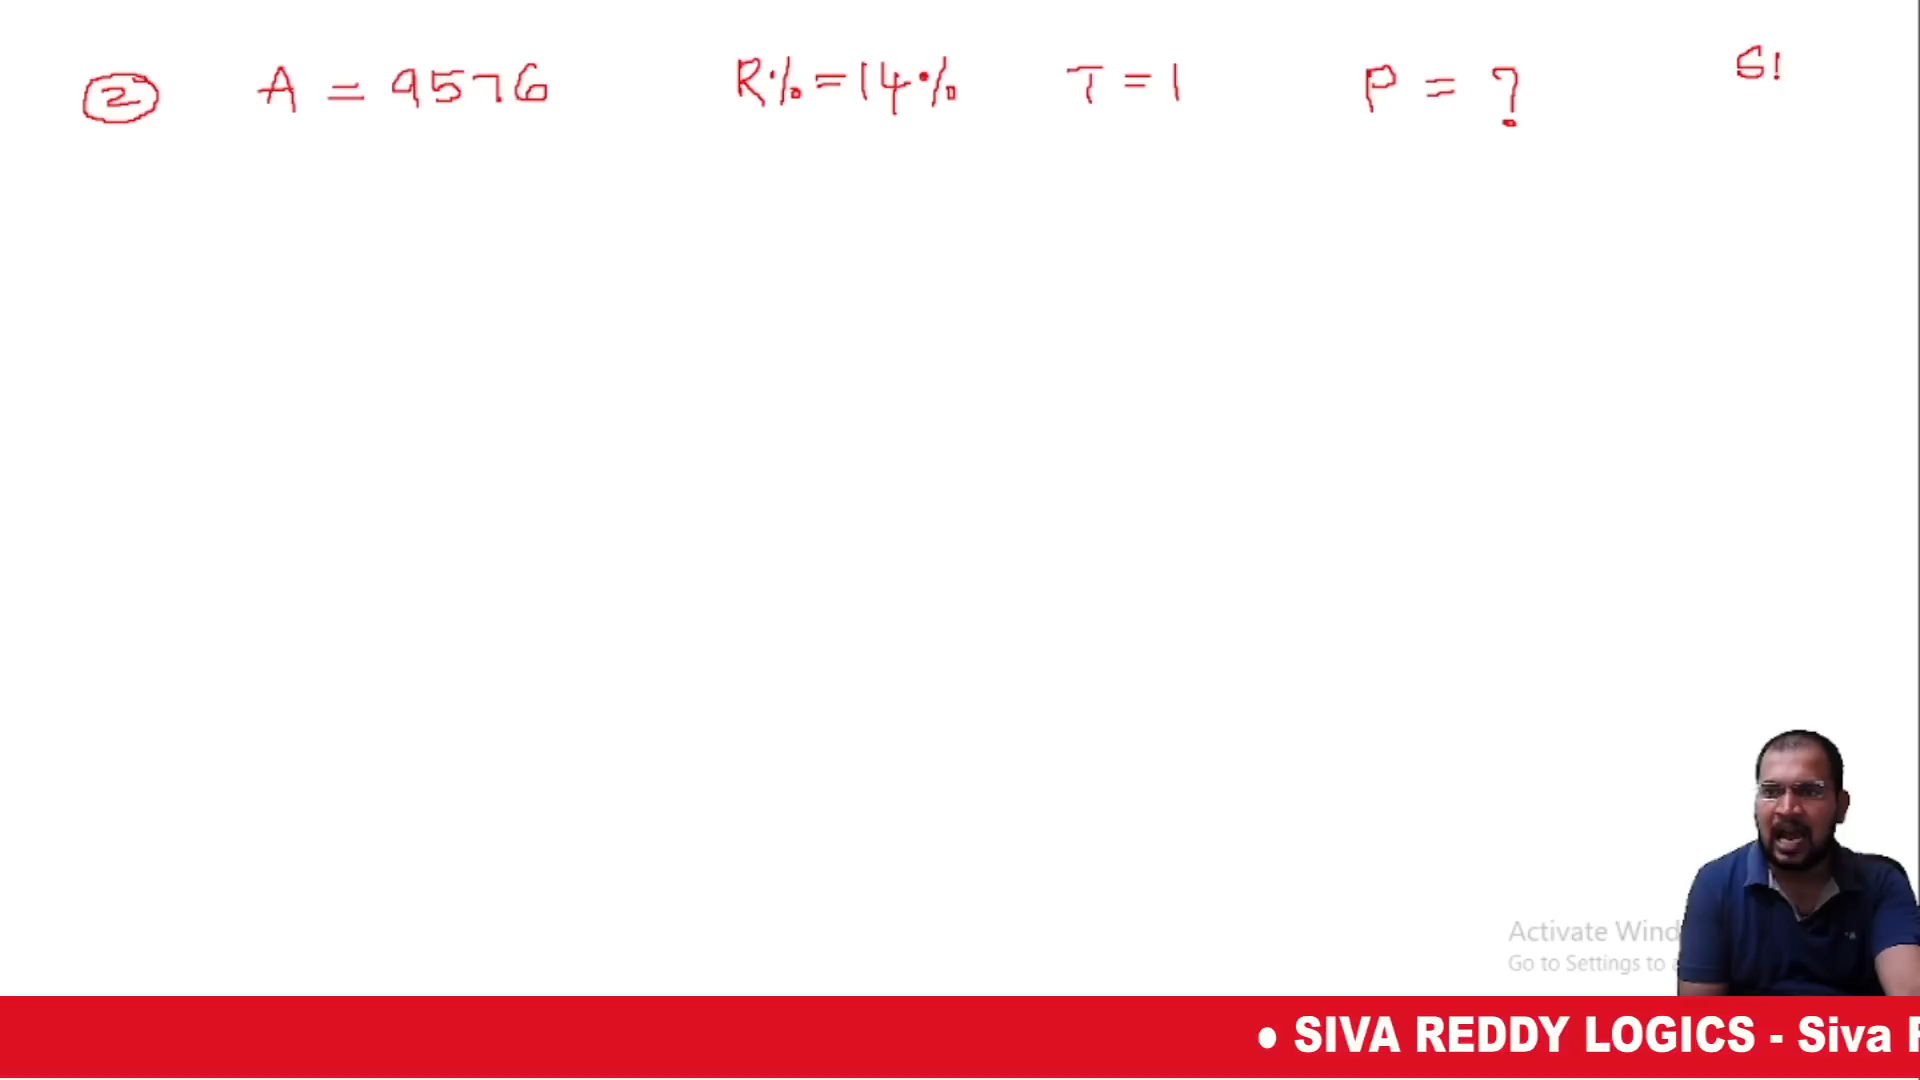 ② A = 9576 R% = 14% T = 1 P = ? SI
Activate Wind
Go to Settings to
• SIVA REDDY LOGICS - Siva